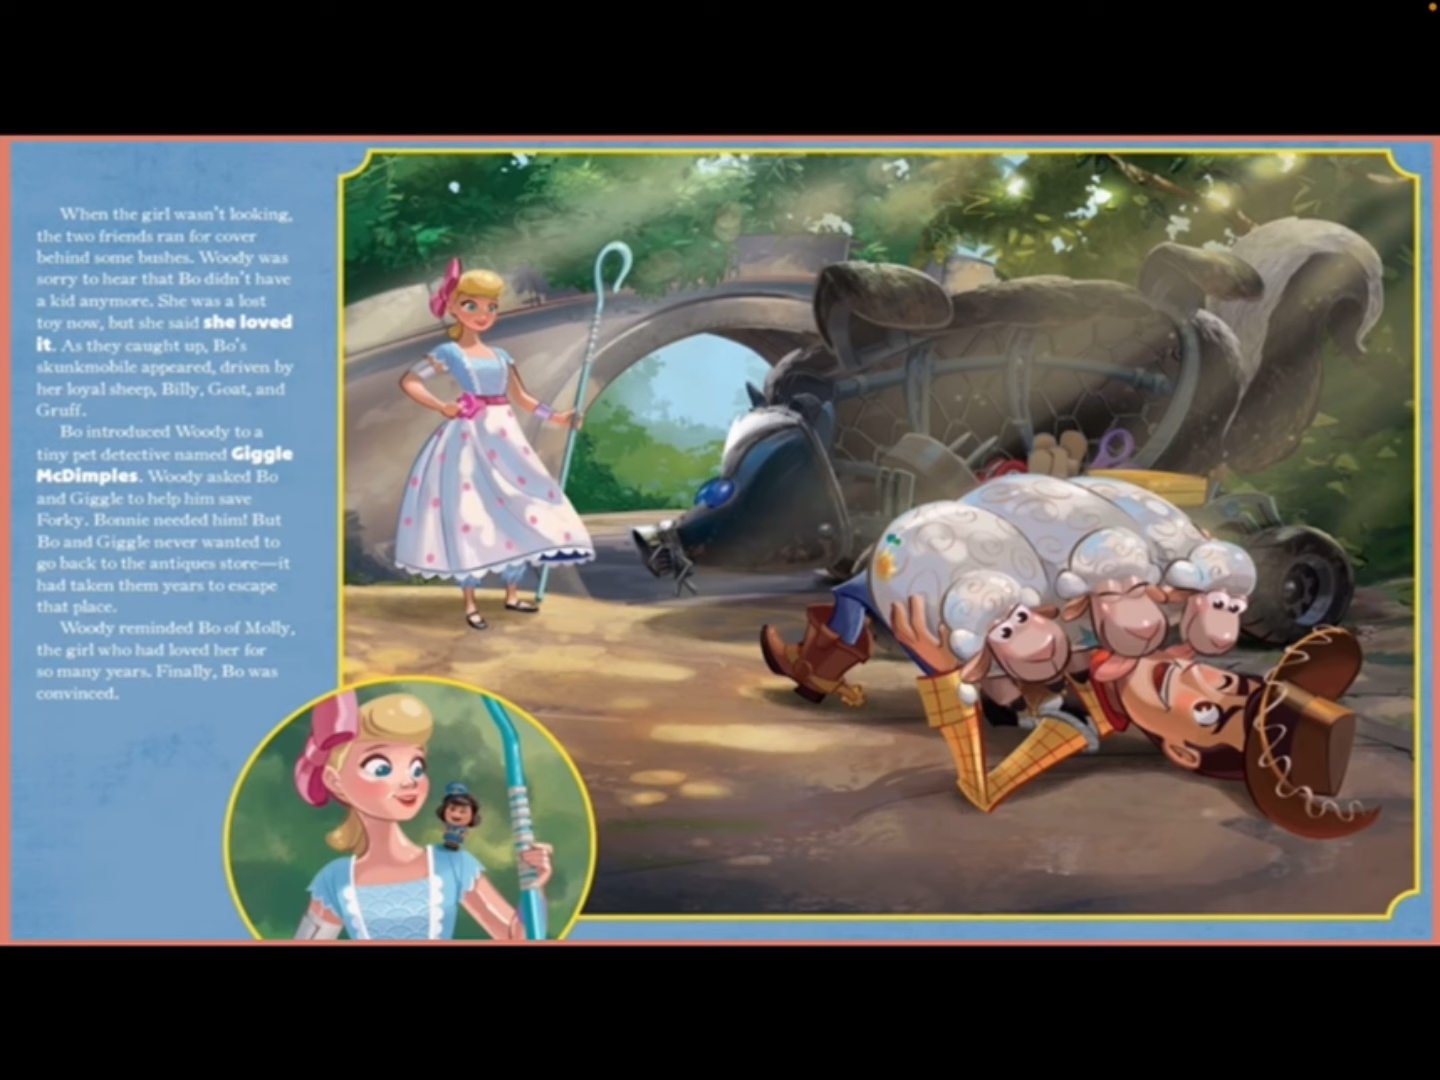 When the girl wasn't looking,
the two friends ran for cover
behind some bushes. Woody was
sorry to hear that Bo didn't have
a kid anymore. She was a lost
toy now, but she said she loved
it. As they caught up, Bo's
skunkmobile appeared, driven by
her loyal sheep, Billy, Goat, and
Gruff.
Bo introduced Woody to a
tiny pet detective named Giggle
McDimples. Woody asked Bo
and Giggle to help him save
Forky. Bonnie needed him! But
Bo and Giggle never wanted to
go back to the antiques store—it
had taken them years to escape
that place.
Woody reminded Bo of Molly,
the girl who had loved her for
so many years. Finally, Bo was
convinced.